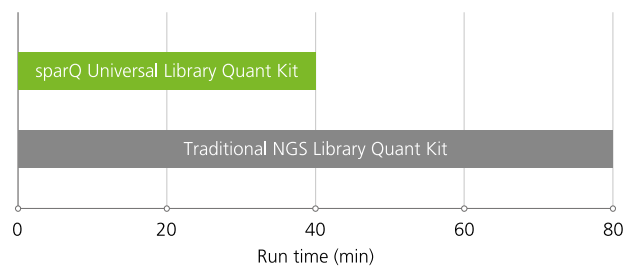 sparQ Universal Library Quant Kit
Traditional NGS Library Quant Kit
0 20 40 60 80
Run time (min)